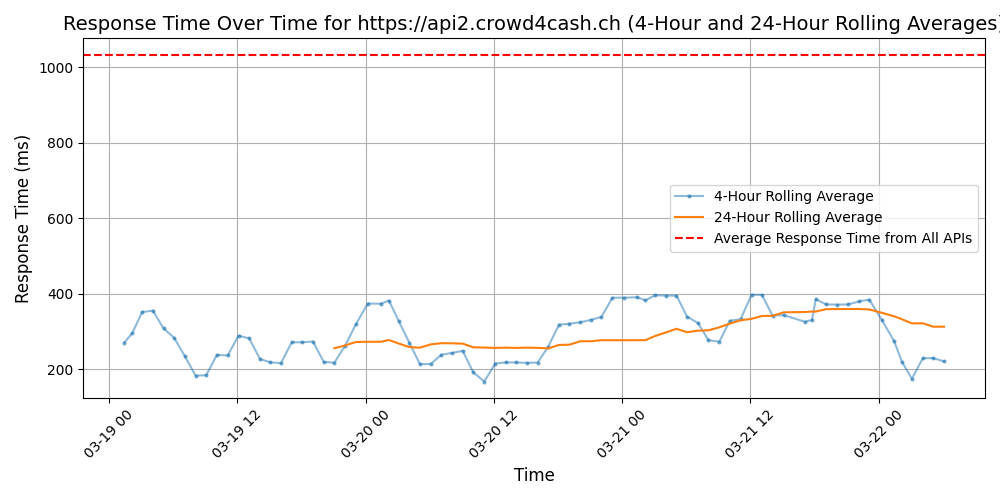 Response Time Over Time for https://api2.crowd4cash.ch (4-Hour and 24-Hour Rolling Averages)
Response Time (ms)
1000
800
600
400
200
4-Hour Rolling Average
24-Hour Rolling Average
Average Response Time from All APIs
03-19 00
03-19 12
03-20 00
03-20 12
03-21 00
03-21 12
03-22 00
Time